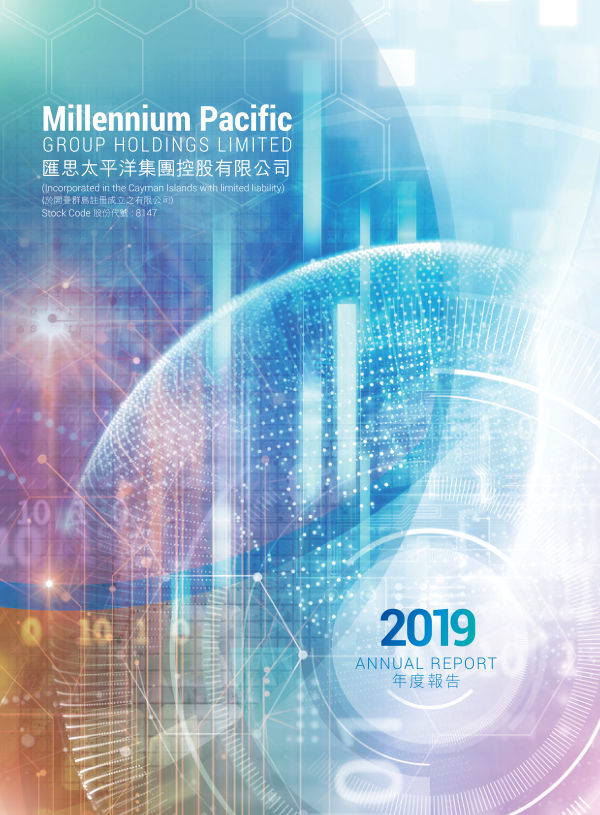 Millennium Pacific
GROUP HOLDINGS LIMITED
匯思太平洋集團控股有限公司
(Incorporated in the Cayman Islands with limited liability)
(於開曼群島註冊成立之有限公司)
Stock Code 股份代號 : 8147
2019
ANNUAL REPORT
年度報告